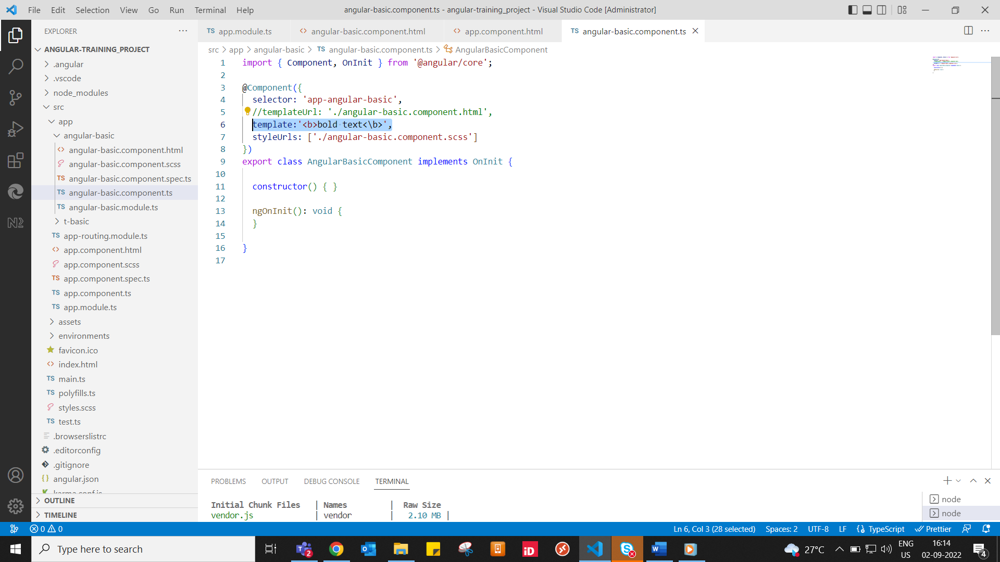 File Edit Selection View Go Run Terminal Help
angular-basic.component.ts - angular-training_project - Visual Studio Code [Administrator]
EXPLORER
ANGULAR-TRAINING_PROJECT
.angular
.vscode
node_modules
src
app
angular-basic
angular-basic.component.html
angular-basic.component.scss
TS angular-basic.component.spec.ts
TS angular-basic.component.ts
TS angular-basic.module.ts
t-basic
TS app-routing.module.ts
app.component.html
app.component.scss
TS app.component.spec.ts
TS app.component.ts
TS app.module.ts
assets
environments
favicon.ico
index.html
TS main.ts
TS polyfills.ts
styles.scss
TS test.ts
.browserslistrc
.editorconfig
.gitignore
{} angular.json
karma.conf.js
OUTLINE
TIMELINE
TS app.module.ts
<> angular-basic.component.html
<> app.component.html
TS angular-basic.component.ts
src > app > angular-basic > TS angular-basic.component.ts > AngularBasicComponent
1 import { Component, OnInit } from '@angular/core';
2
3 @Component({
4 selector: 'app-angular-basic',
5 //templateUrl: './angular-basic.component.html',
6 template:'<b>bold text<\b>',
7 styleUrls: ['./angular-basic.component.scss']
8 })
9 export class AngularBasicComponent implements OnInit {
10
11 constructor() { }
12
13 ngOnInit(): void {
14 }
15
16 }
17
PROBLEMS OUTPUT DEBUG CONSOLE TERMINAL
Initial Chunk Files | Names | Raw Size
vendor.js | vendor | 2.10 MB |
node
node
0 0
Ln 6, Col 3 (28 selected) Spaces: 2 UTF-8 LF {} TypeScript Prettier
Type here to search
2
iD
27°C
ENG
US
16:14
02-09-2022
4